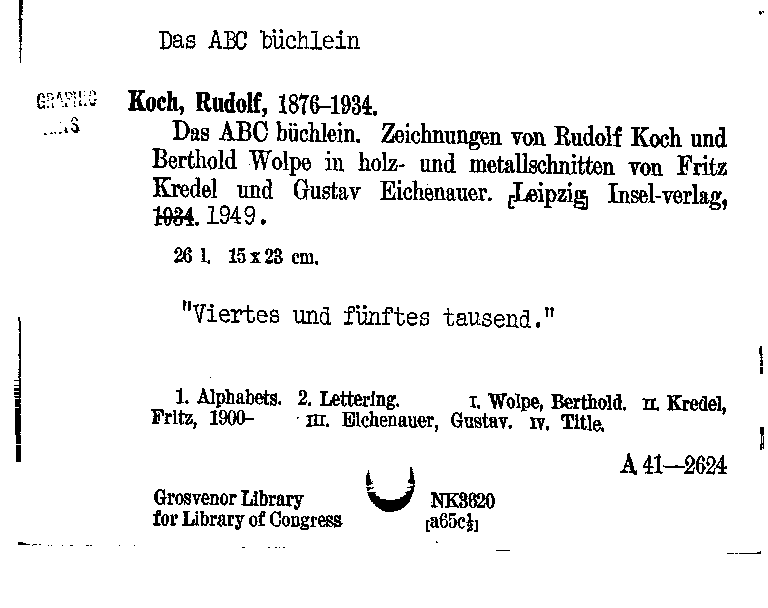 Das ABC büchlein
GRAPHIC
ARTS
Koch, Rudolf, 1876–1934.
Das ABC büchlein. Zeichnungen von Rudolf Koch und
Berthold Wolpe in holz- und metallschnitten von Fritz
Kredel und Gustav Eichenauer. [Leipzig] Insel-verlag,
1934. 1949.
26 l. 15 x 23 cm.
"Viertes und fünftes tausend."
1. Alphabets. 2. Lettering. I. Wolpe, Berthold. II. Kredel,
Fritz, 1900– III. Eichenauer, Gustav. IV. Title.
A 41—2624
Grosvenor Library NK3620
for Library of Congress [a65c½]